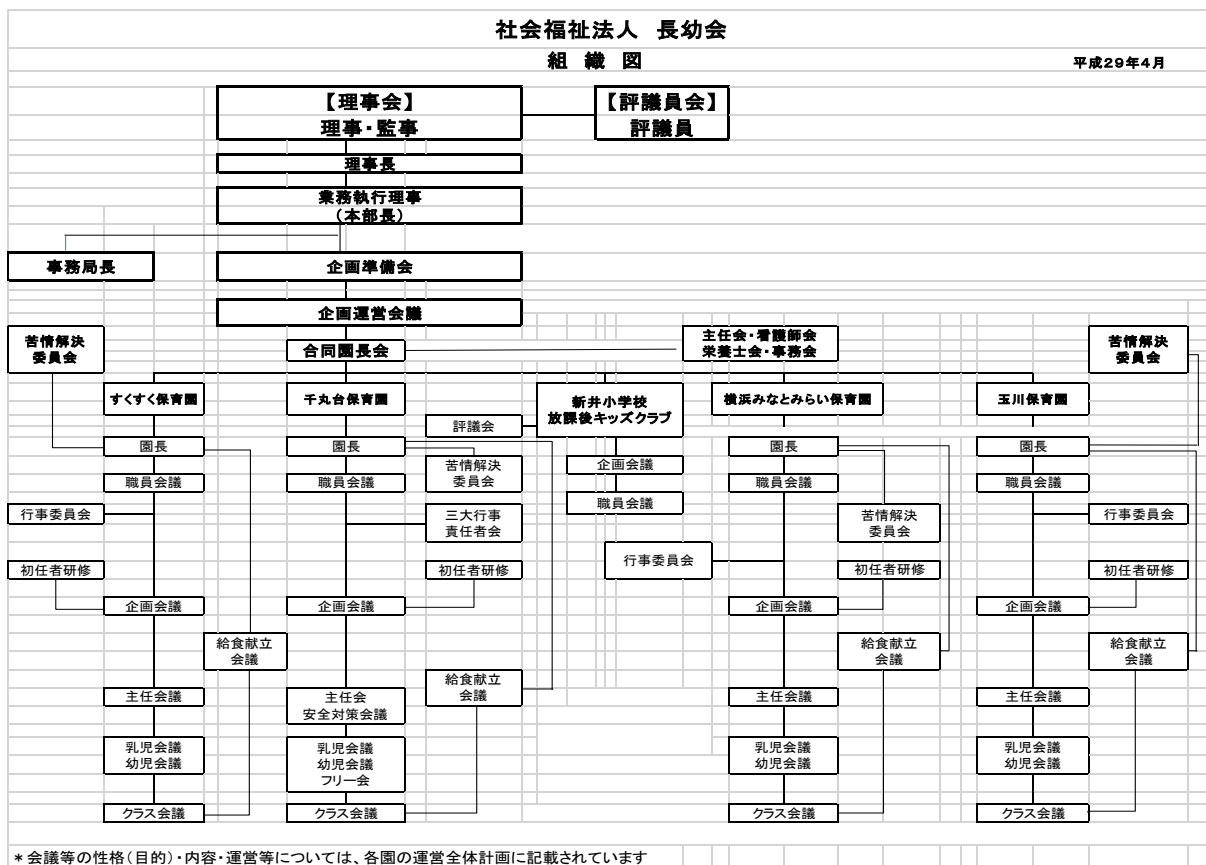 社会福祉法人 長幼会
組 織 図
平成29年4月
【理事会】
理事・監事
【評議員会】
評議員
理事長
業務執行理事
(本部長)
事務局長
企画準備会
企画運営会議
苦情解決
委員会
合同園長会
主任会・看護師会
栄養士会・事務会
苦情解決
委員会
すくすく保育園
千丸台保育園
新井小学校
放課後キッズクラブ
横浜みなとみらい保育園
玉川保育園
園長
職員会議
行事委員会
初任者研修
企画会議
給食献立
会議
主任会議
乳児会議
幼児会議
クラス会議
園長
評議会
職員会議
苦情解決
委員会
三大行事
責任者会
初任者研修
企画会議
給食献立
会議
主任会
安全対策会議
乳児会議
幼児会議
フリー会
クラス会議
企画会議
職員会議
園長
職員会議
苦情解決
委員会
行事委員会
初任者研修
企画会議
給食献立
会議
主任会議
乳児会議
幼児会議
クラス会議
園長
職員会議
行事委員会
初任者研修
企画会議
給食献立
会議
主任会議
乳児会議
幼児会議
クラス会議
*会議等の性格(目的)・内容・運営等については、各園の運営全体計画に記載されています